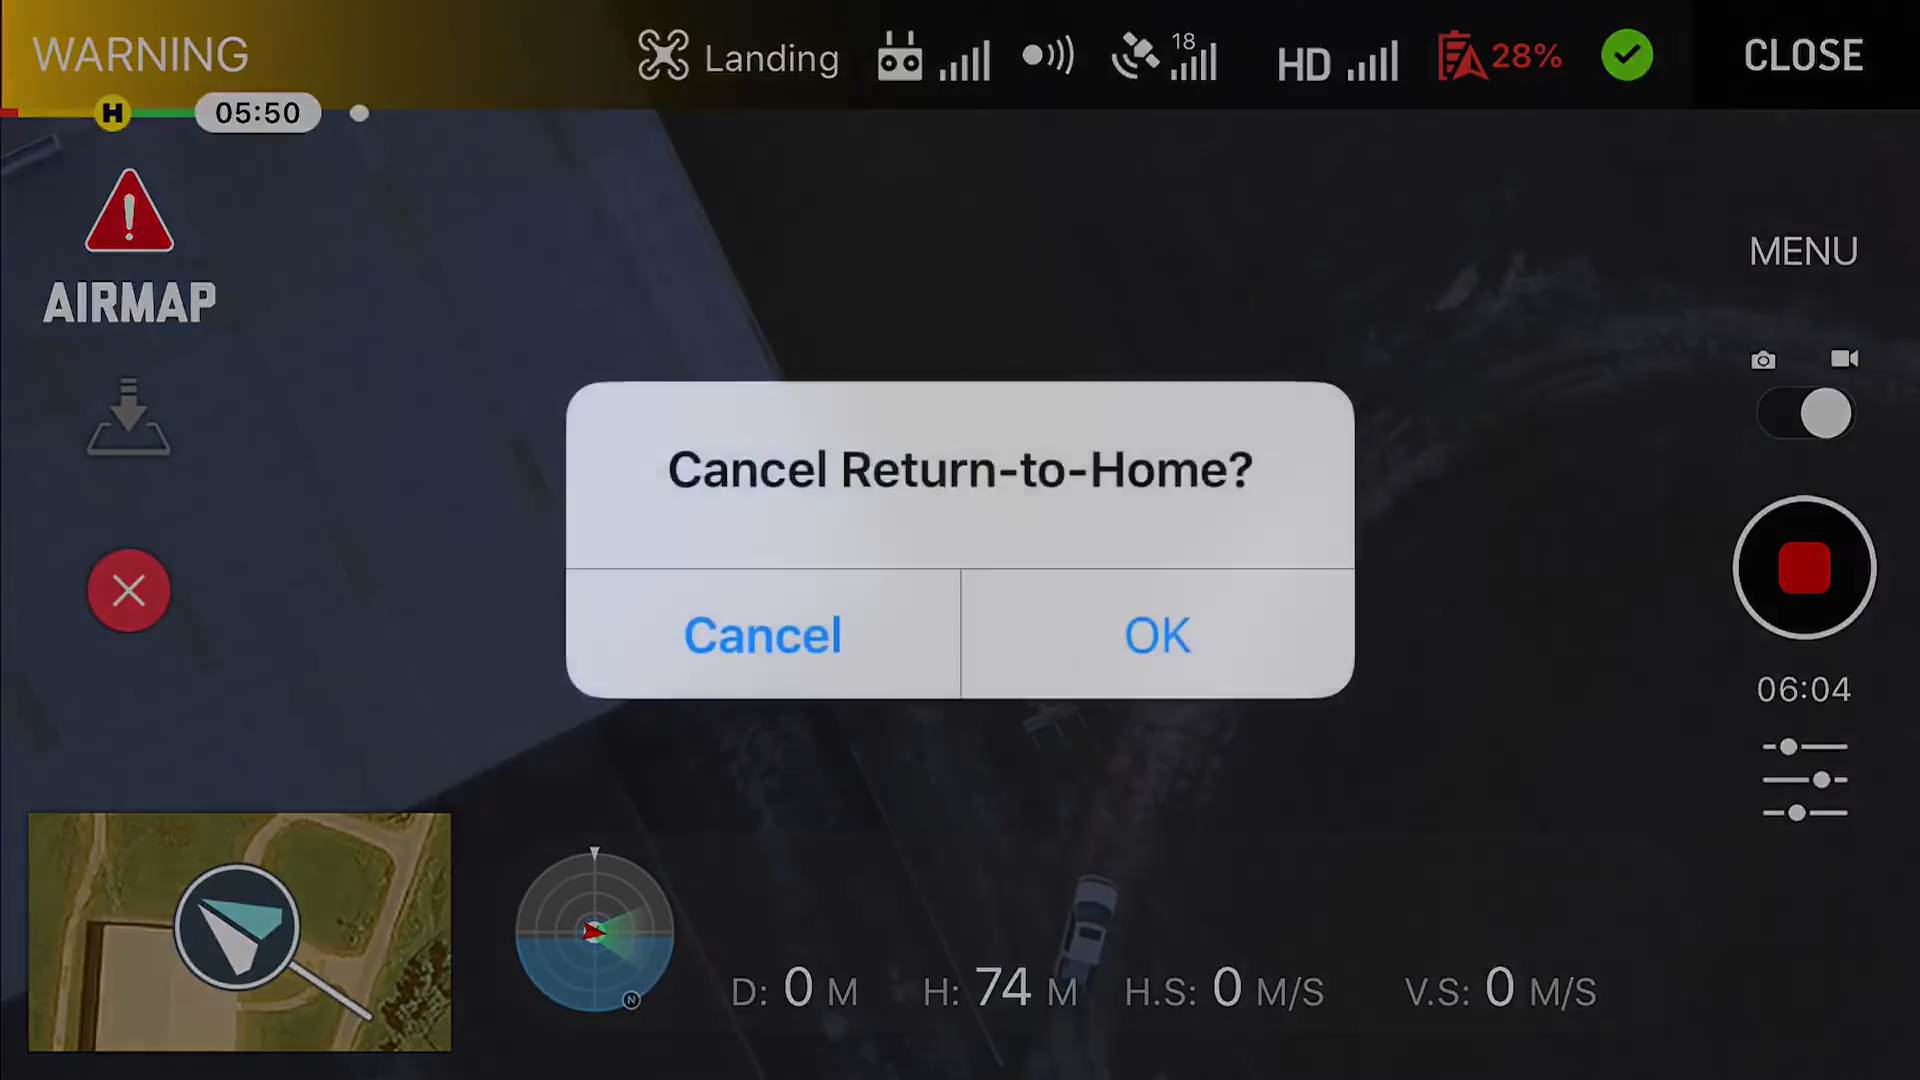 WARNING
Landing
18
HD
28%
CLOSE
H
05:50
AIRMAP
MENU
Cancel Return-to-Home?
Cancel
OK
06:04
N
D: 0 M
H: 74 M
H.S: 0 M/S
V.S: 0 M/S